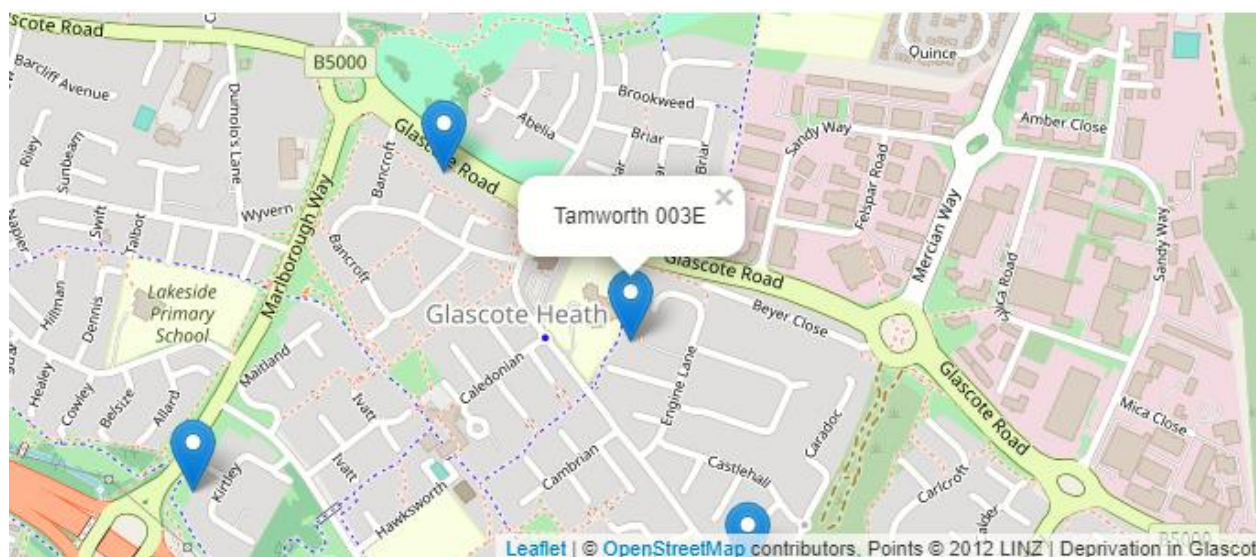 scote Road
B5000
Barcliff Avenue
Dumolo's Lane
Riley
Sunbeam
Napier
Swift
Talbot
Wyvern
Marlborough Way
Bancroft
Bancroft
Glascote Road
Abelia
Brookweed
Briar
Briar
Quince
Amber Close
Sandy Way
Felspar Road
Mercian Way
Sandy Way
Tamworth 003E
×
Glascote Road
Beyer Close
Glascote Heath
Lakeside
Primary
School
Hillman
Dennis
Healey
Cowley
Belsize
Allard
Maitland
Ivatt
Ivatt
Caledonian
Engine Lane
Caradoc
Castlehall
Cambrian
Hawksworth
Kirtley
Carlcroft
Glascote Road
Mica Close
B5000
Leaflet | © OpenStreetMap contributors, Points © 2012 LINZ | Deprivation in Glasco